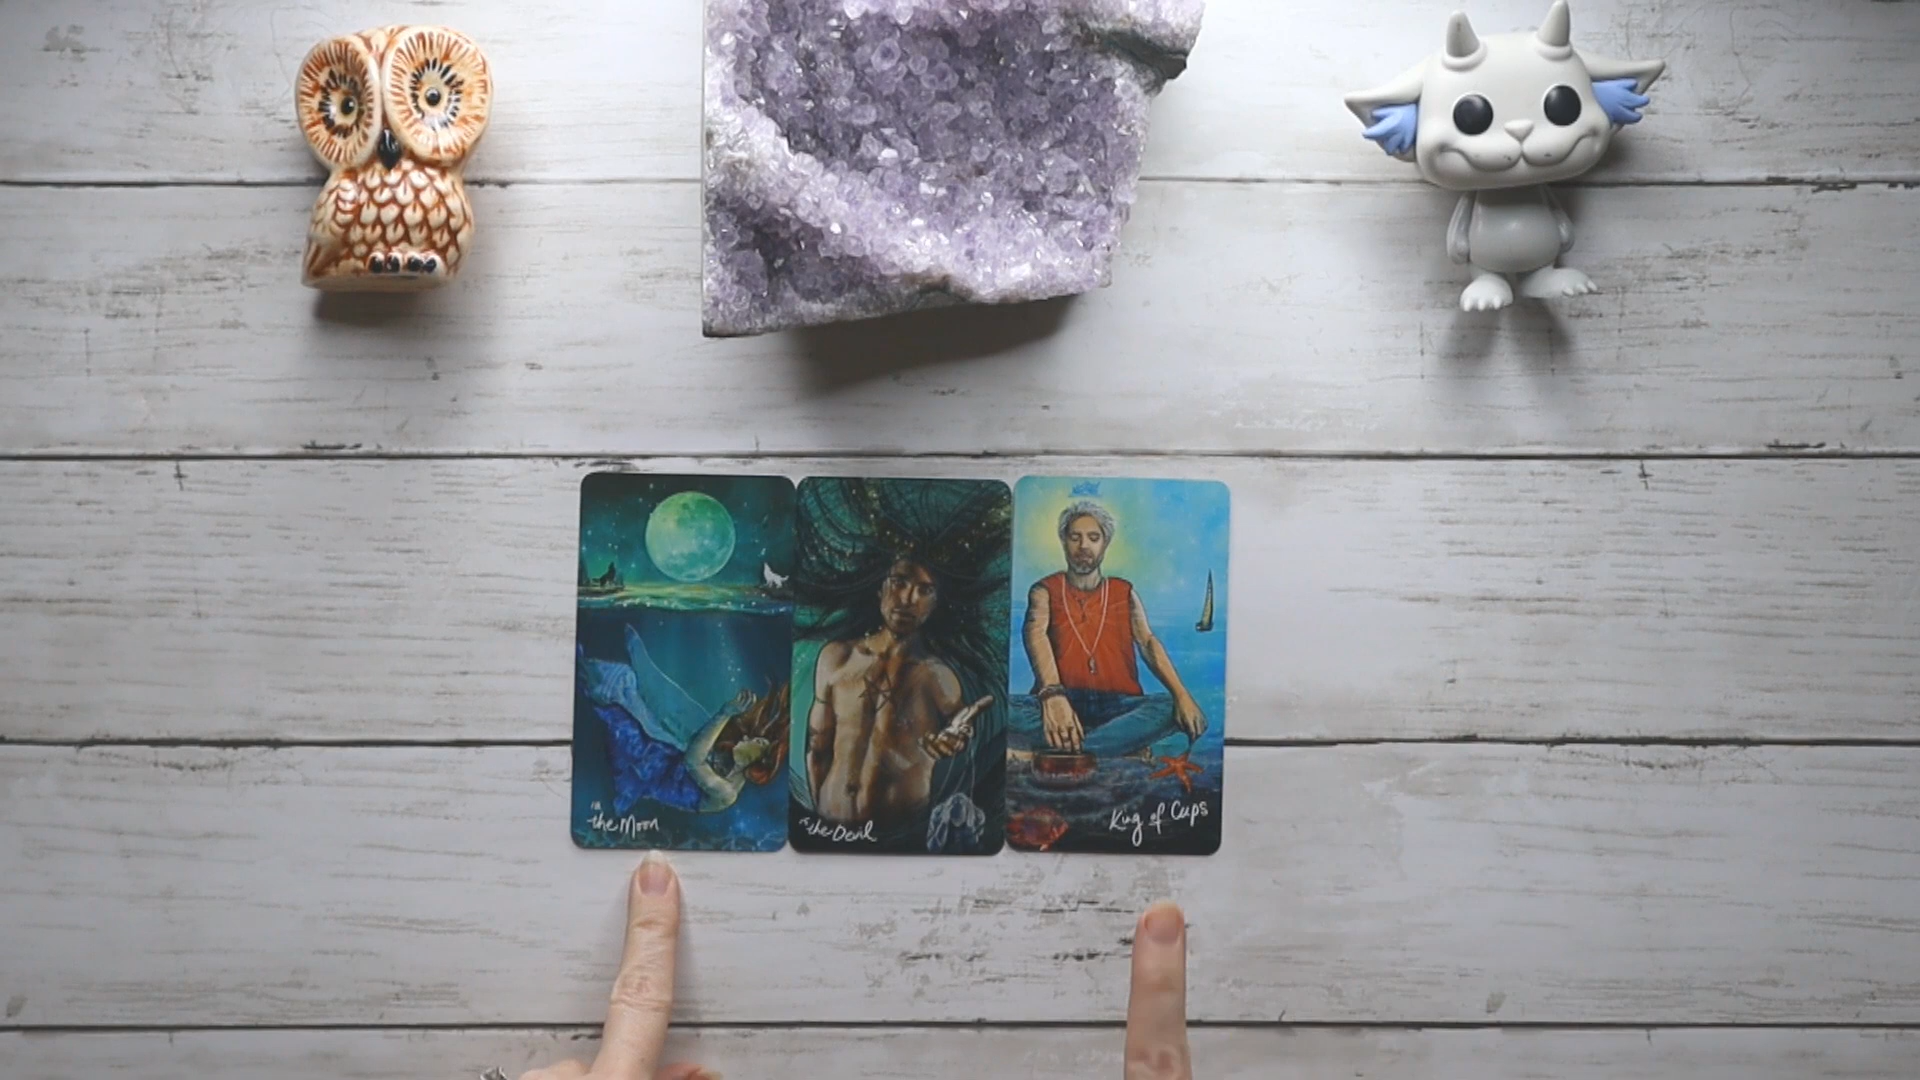 the Moon
the Devil
King of Cups